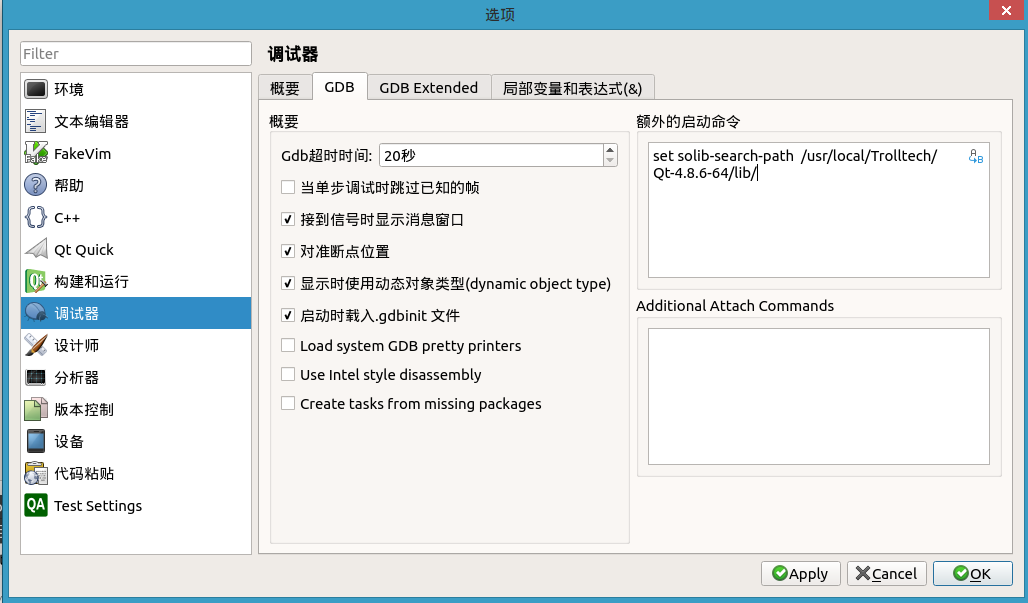 选项
Filter
环境
文本编辑器
FakeVim
帮助
C++
Qt Quick
构建和运行
调试器
设计师
分析器
版本控制
设备
代码粘贴
QA Test Settings
调试器
概要 GDB GDB Extended 局部变量和表达式(&)
概要
Gdb超时时间: 20秒
当单步调试时跳过已知的帧
接到信号时显示消息窗口
对准断点位置
显示时使用动态对象类型(dynamic object type)
启动时载入.gdbinit 文件
Load system GDB pretty printers
Use Intel style disassembly
Create tasks from missing packages
额外的启动命令
set solib-search-path  /usr/local/Trolltech/
Qt-4.8.6-64/lib/
Additional Attach Commands
Apply Cancel OK